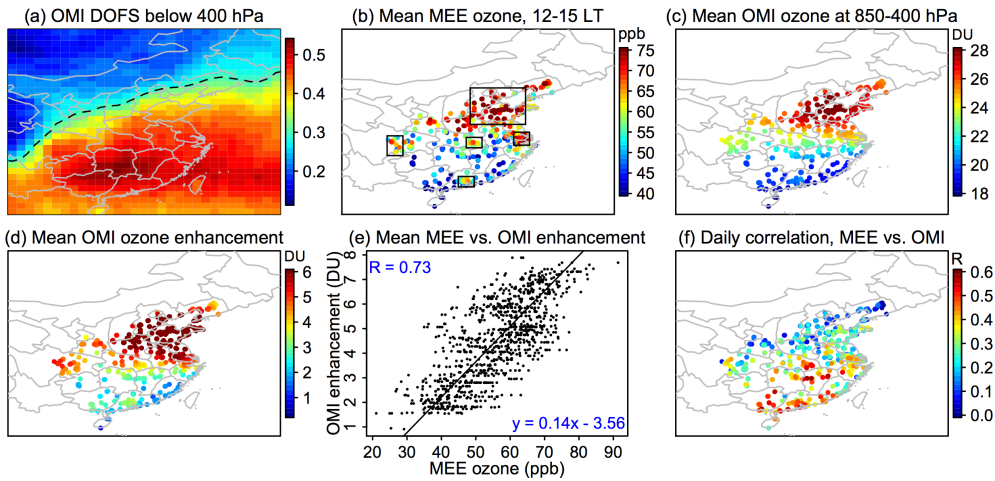 (a) OMI DOFS below 400 hPa
0.5
0.4
0.3
0.2
(b) Mean MEE ozone, 12-15 LT
ppb
75
70
65
60
55
50
45
40
(c) Mean OMI ozone at 850-400 hPa
DU
28
26
24
22
20
18
(d) Mean OMI ozone enhancement
DU
6
5
4
3
2
1
(e) Mean MEE vs. OMI enhancement
R = 0.73
y = 0.14x - 3.56
OMI enhancement (DU)
8
7
6
5
4
3
2
1
20 30 40 50 60 70 80 90
MEE ozone (ppb)
(f) Daily correlation, MEE vs. OMI
R
0.6
0.5
0.4
0.3
0.2
0.1
0.0